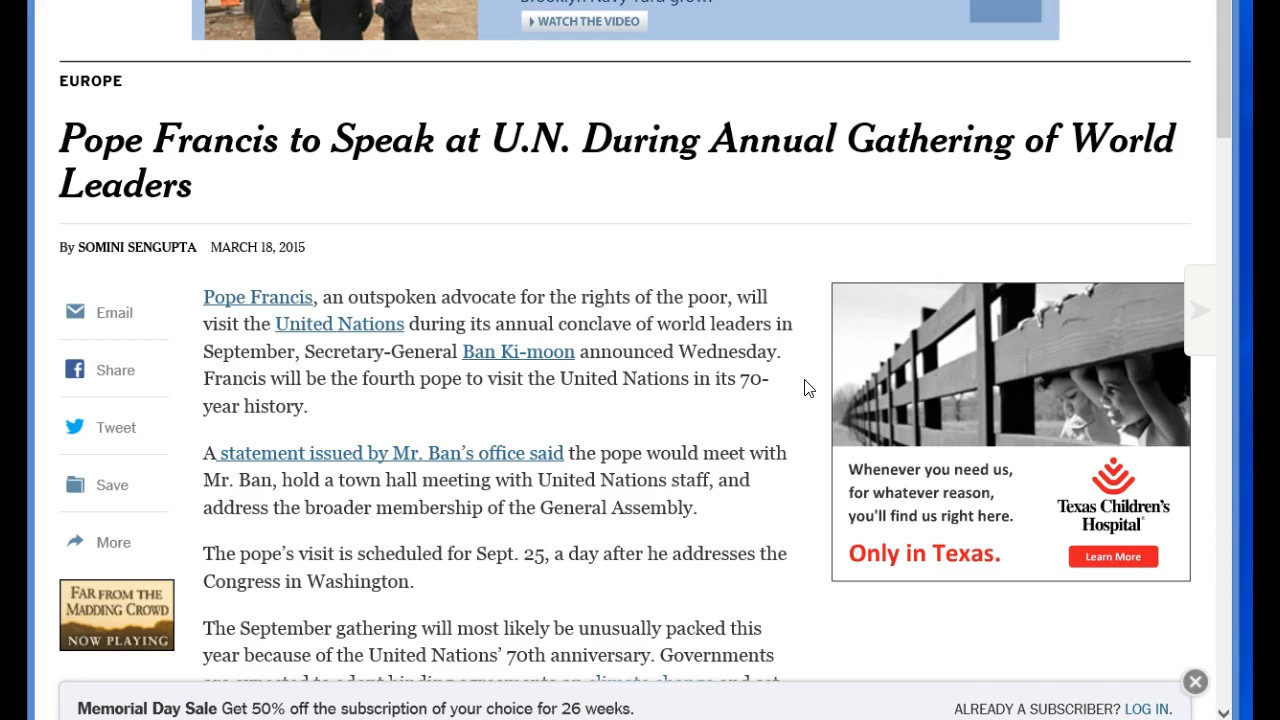 WATCH THE VIDEO
EUROPE
Pope Francis to Speak at U.N. During Annual Gathering of World
Leaders
By SOMINI SENGUPTA MARCH 18, 2015
Email
Share
Tweet
Save
More
FAR FROM THE
MADDING CROWD
NOW PLAYING
Pope Francis, an outspoken advocate for the rights of the poor, will
visit the United Nations during its annual conclave of world leaders in
September, Secretary-General Ban Ki-moon announced Wednesday.
Francis will be the fourth pope to visit the United Nations in its 70-
year history.
A statement issued by Mr. Ban’s office said the pope would meet with
Mr. Ban, hold a town hall meeting with United Nations staff, and
address the broader membership of the General Assembly.
The pope’s visit is scheduled for Sept. 25, a day after he addresses the
Congress in Washington.
The September gathering will most likely be unusually packed this
year because of the United Nations’ 70th anniversary. Governments
Whenever you need us,
for whatever reason,
you'll find us right here.
Only in Texas.
Texas Children's
Hospital
Learn More
Memorial Day Sale Get 50% off the subscription of your choice for 26 weeks.
ALREADY A SUBSCRIBER? LOG IN.